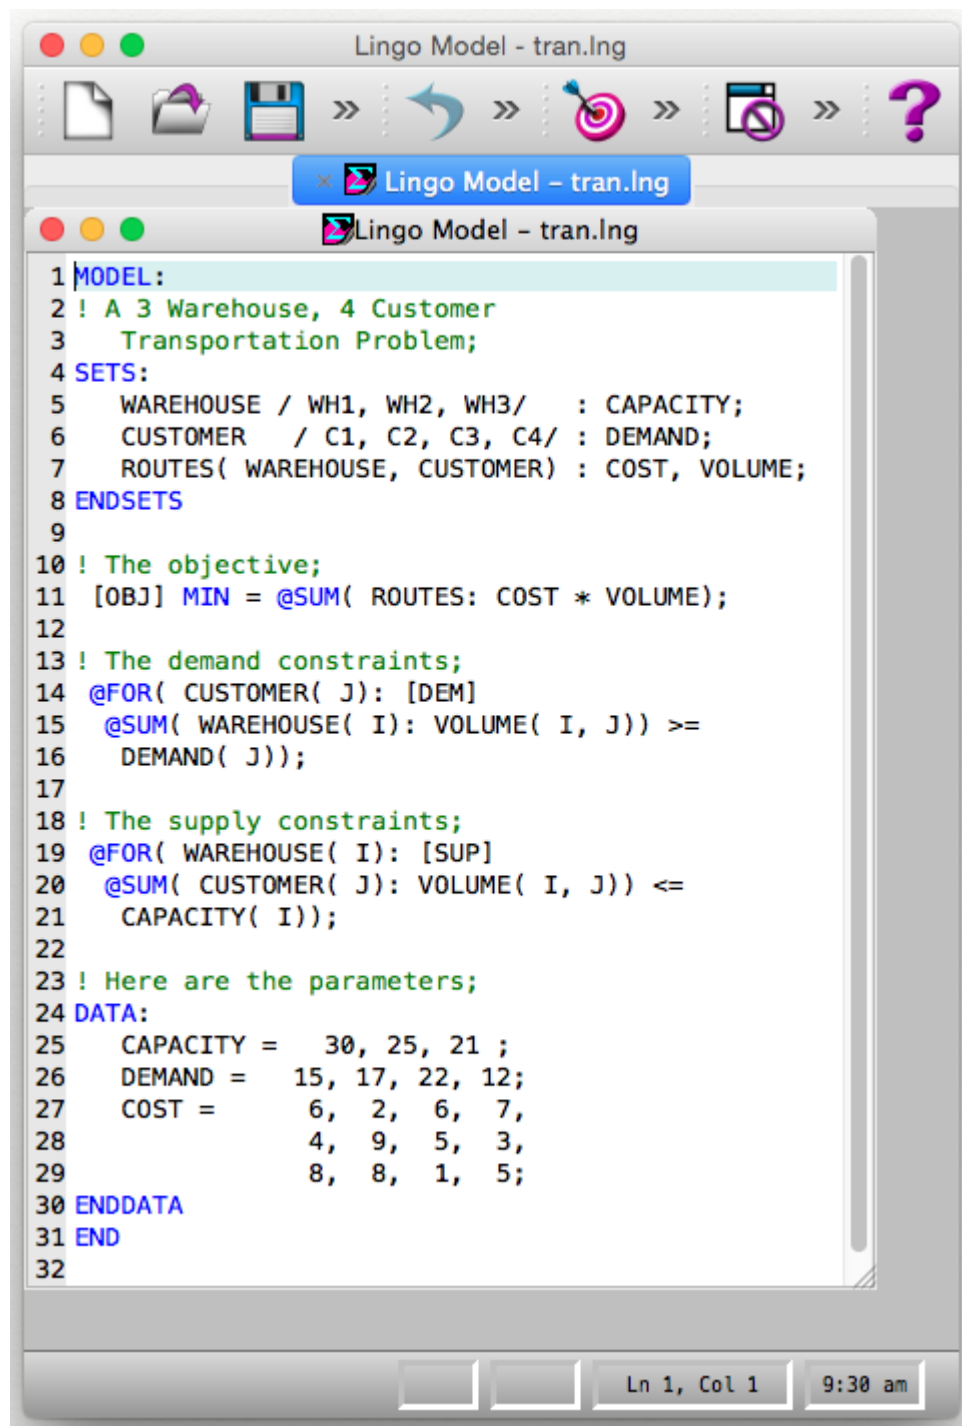 Lingo Model - tran.lng
» » » »
× Lingo Model – tran.lng
Lingo Model – tran.lng
1 MODEL:
2 ! A 3 Warehouse, 4 Customer
3    Transportation Problem;
4 SETS:
5    WAREHOUSE / WH1, WH2, WH3/   : CAPACITY;
6    CUSTOMER   / C1, C2, C3, C4/ : DEMAND;
7    ROUTES( WAREHOUSE, CUSTOMER) : COST, VOLUME;
8 ENDSETS
9
10 ! The objective;
11  [OBJ] MIN = @SUM( ROUTES: COST * VOLUME);
12
13 ! The demand constraints;
14  @FOR( CUSTOMER( J): [DEM]
15   @SUM( WAREHOUSE( I): VOLUME( I, J)) >=
16    DEMAND( J));
17
18 ! The supply constraints;
19  @FOR( WAREHOUSE( I): [SUP]
20   @SUM( CUSTOMER( J): VOLUME( I, J)) <=
21    CAPACITY( I));
22
23 ! Here are the parameters;
24 DATA:
25    CAPACITY =   30, 25, 21 ;
26    DEMAND =   15, 17, 22, 12;
27    COST =      6,  2,  6,  7,
28                4,  9,  5,  3,
29                8,  8,  1,  5;
30 ENDDATA
31 END
32
Ln 1, Col 1    9:30 am